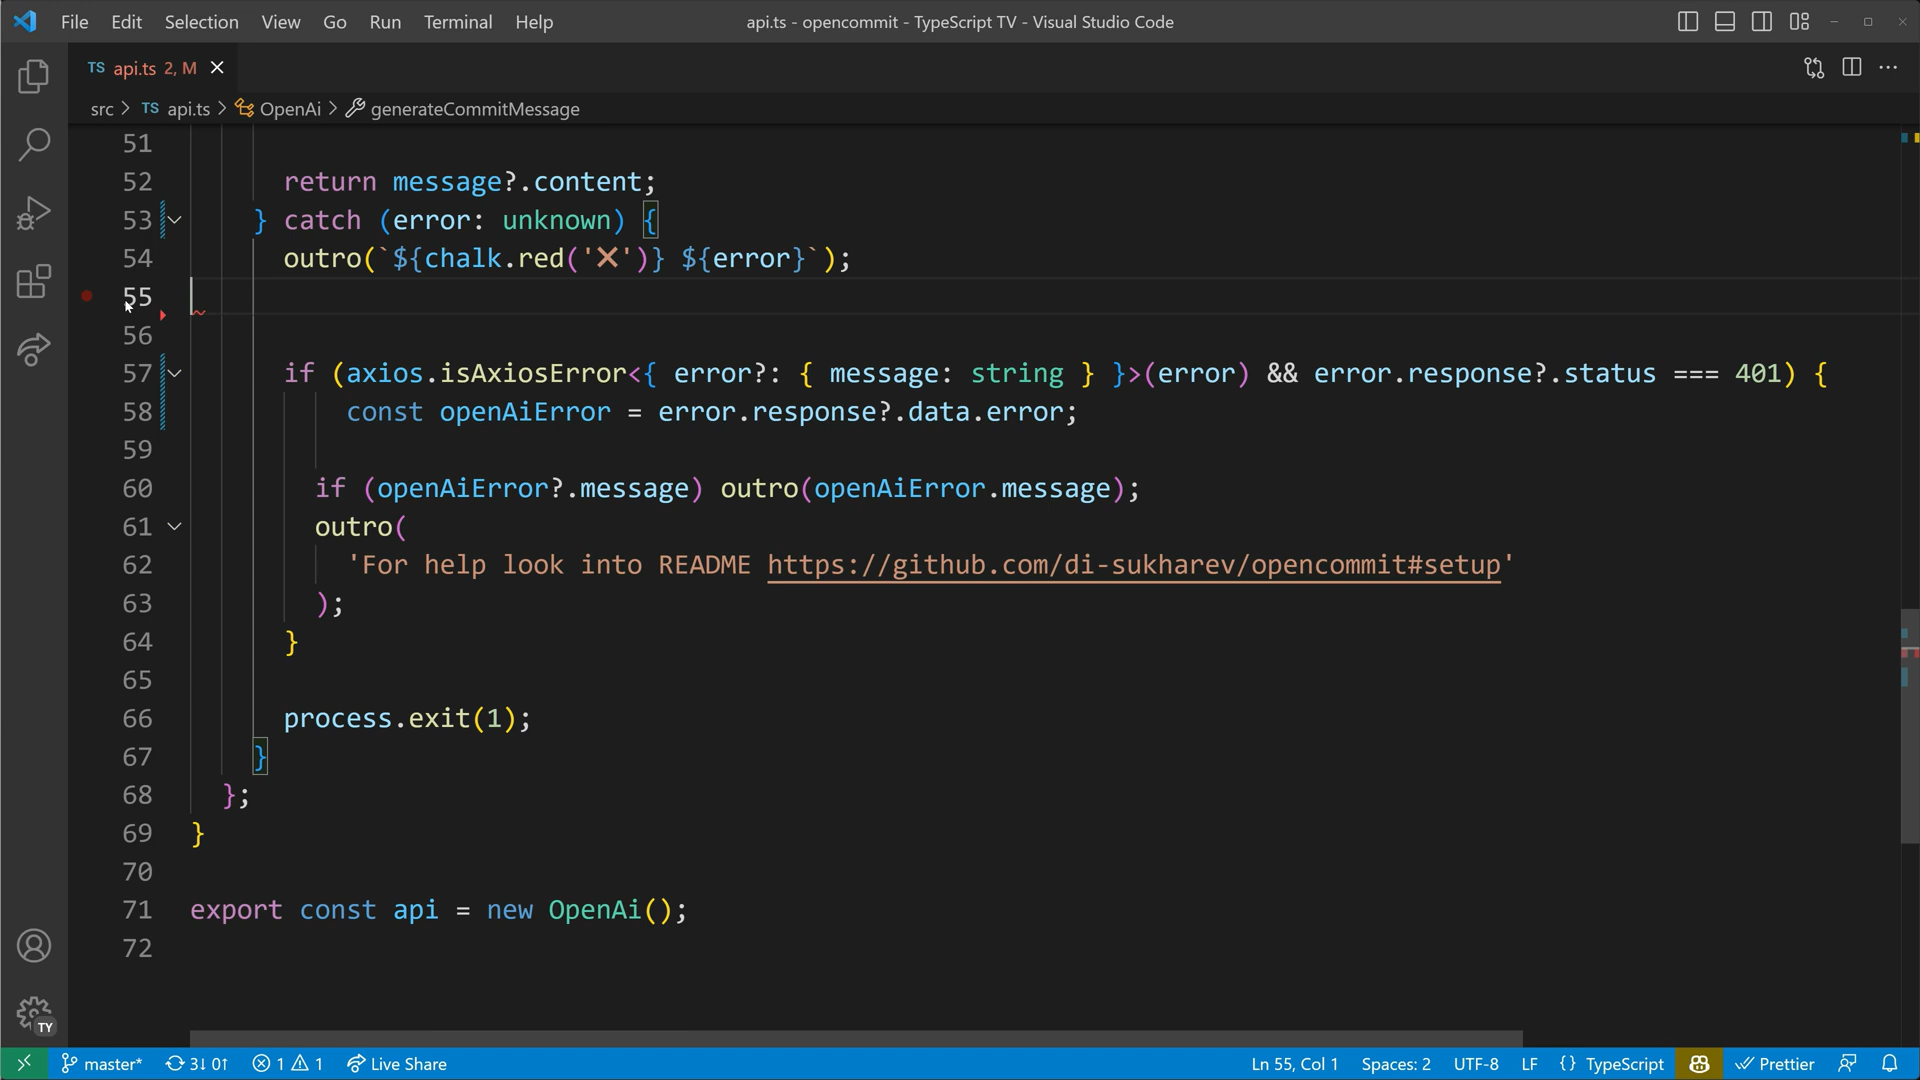 File Edit Selection View Go Run Terminal Help
api.ts - opencommit - TypeScript TV - Visual Studio Code
TS api.ts 2, M
src > TS api.ts > OpenAi > generateCommitMessage
51
52 return message?.content;
53 } catch (error: unknown) {
54 outro(`${chalk.red('✖')} ${error}`);
55
56
57 if (axios.isAxiosError<{ error?: { message: string } }>(error) && error.response?.status === 401) {
58 const openAiError = error.response?.data.error;
59
60 if (openAiError?.message) outro(openAiError.message);
61 outro(
62 'For help look into README https://github.com/di-sukharev/opencommit#setup'
63 );
64 }
65
66 process.exit(1);
67 }
68 };
69 }
70
71 export const api = new OpenAi();
72
TY
master* 3↓ 0↑ 1 1 Live Share Ln 55, Col 1 Spaces: 2 UTF-8 LF {} TypeScript Prettier